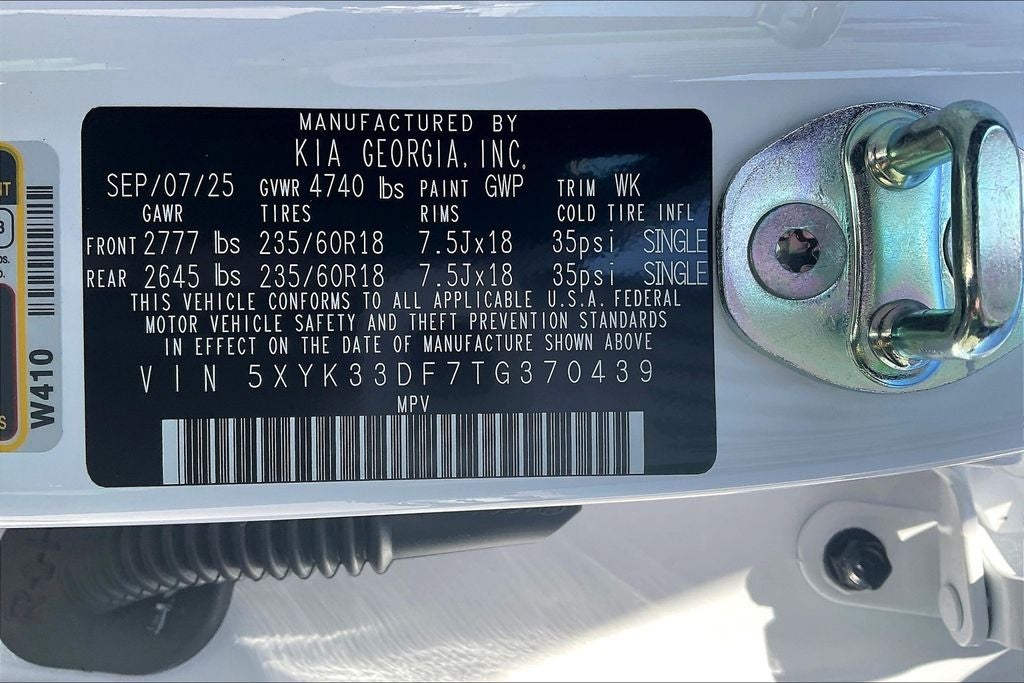 MANUFACTURED BY
KIA GEORGIA, INC.
SEP/07/25 GVWR 4740 lbs PAINT GWP TRIM WK
GAWR TIRES RIMS COLD TIRE INFL
FRONT 2777 lbs 235/60R18 7.5Jx18 35psi SINGLE
REAR 2645 lbs 235/60R18 7.5Jx18 35psi SINGLE
THIS VEHICLE CONFORMS TO ALL APPLICABLE U.S.A. FEDERAL
MOTOR VEHICLE SAFETY AND THEFT PREVENTION STANDARDS
IN EFFECT ON THE DATE OF MANUFACTURE SHOWN ABOVE
VIN 5XYK33DF7TG370439
MPV
W410